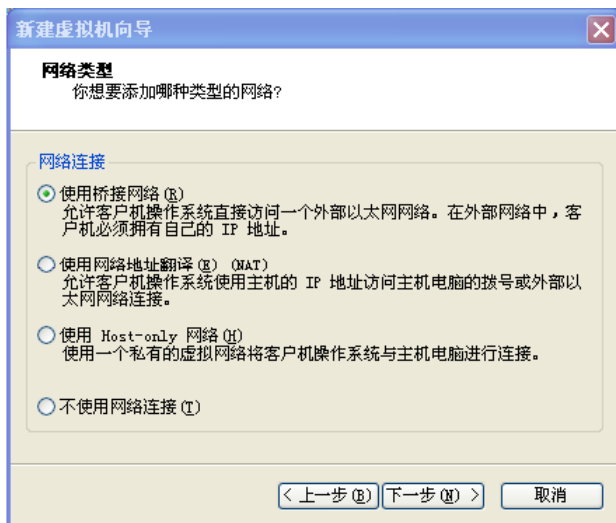 新建虚拟机向导
网络类型
你想要添加哪种类型的网络?
网络连接
使用桥接网络(R)
允许客户机操作系统直接访问一个外部以太网网络。在外部网络中，客
户机必须拥有自己的 IP 地址。
使用网络地址翻译(E) (NAT)
允许客户机操作系统使用主机的 IP 地址访问主机电脑的拨号或外部以
太网网络连接。
使用 Host-only 网络(H)
使用一个私有的虚拟网络将客户机操作系统与主机电脑进行连接。
不使用网络连接(T)
< 上一步(B) 下一步(N) > 取消